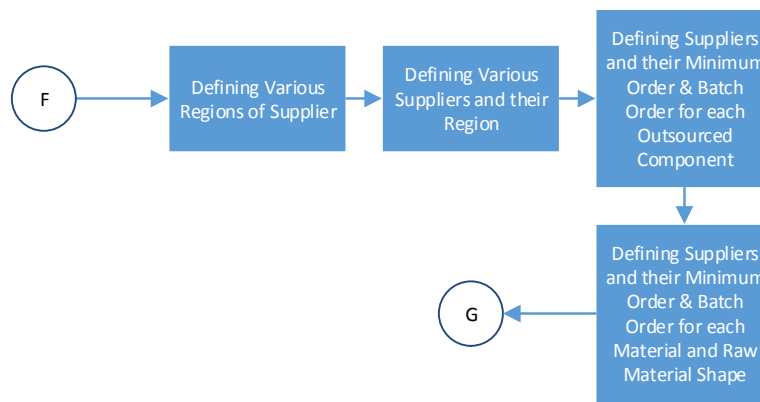 F
Defining Various
Regions of Supplier
Defining Various
Suppliers and their
Region
Defining Suppliers
and their Minimum
Order & Batch
Order for each
Outsourced
Component
Defining Suppliers
and their Minimum
Order & Batch
Order for each
Material and Raw
Material Shape
G